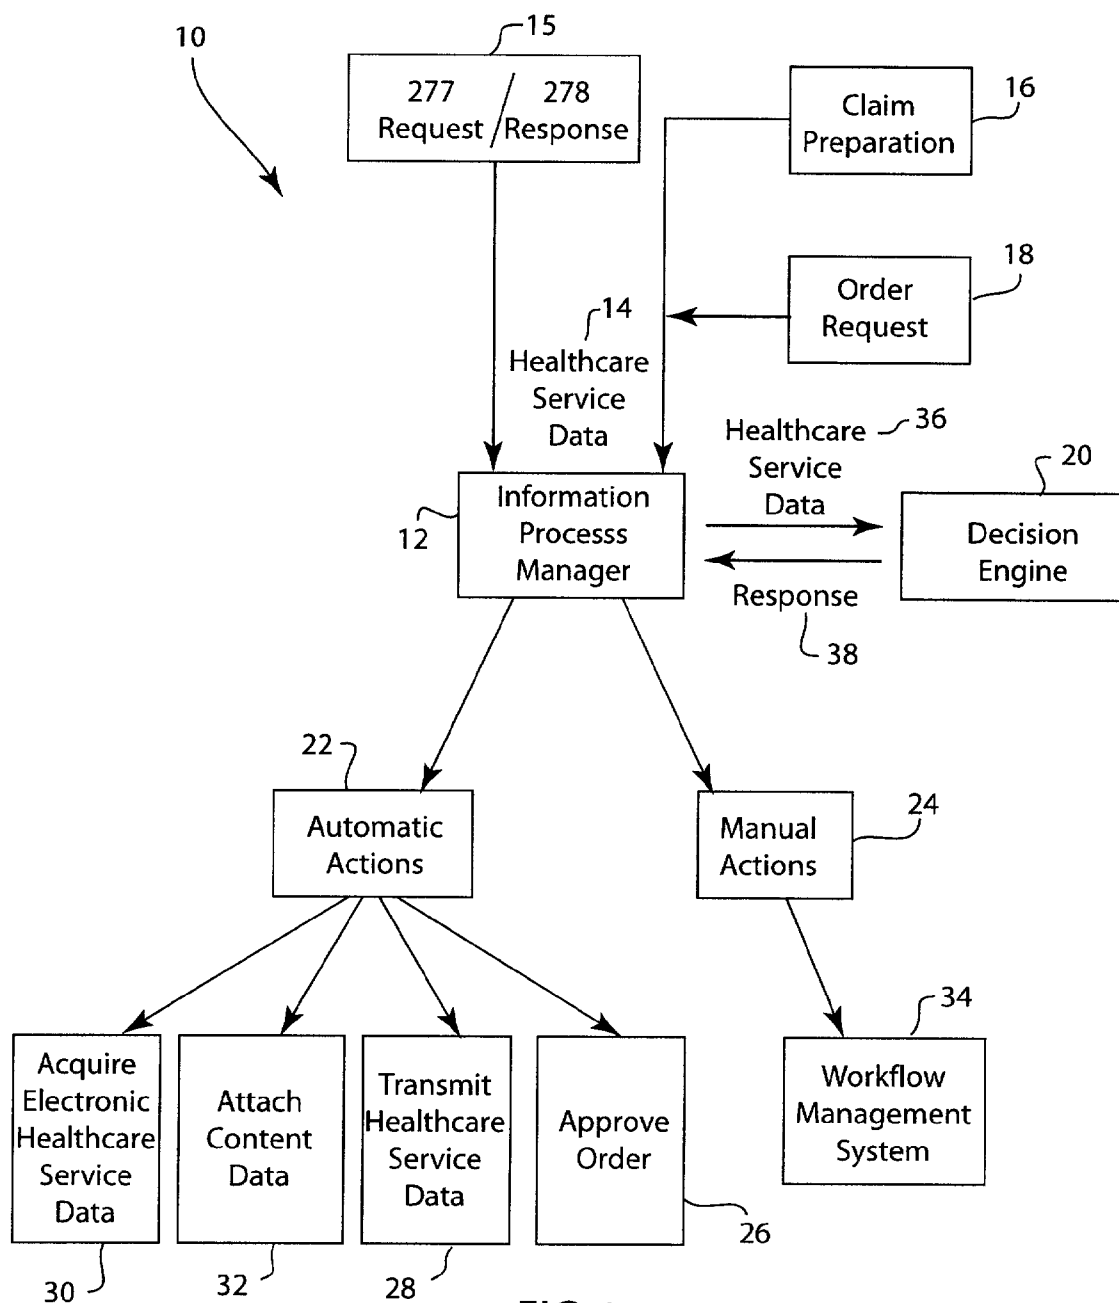 10
15
277 / 278
Request Response
Claim
Preparation
16
18
Order
Request
14
Healthcare
Service
Data
Healthcare
Service
Data
36
20
Information
Processs
Manager
12
Decision
Engine
Response
38
22
Automatic
Actions
Manual
Actions
24
34
Acquire
Electronic
Healthcare
Service
Data
Attach
Content
Data
Transmit
Healthcare
Service
Data
Approve
Order
Workflow
Management
System
30
32
28
26